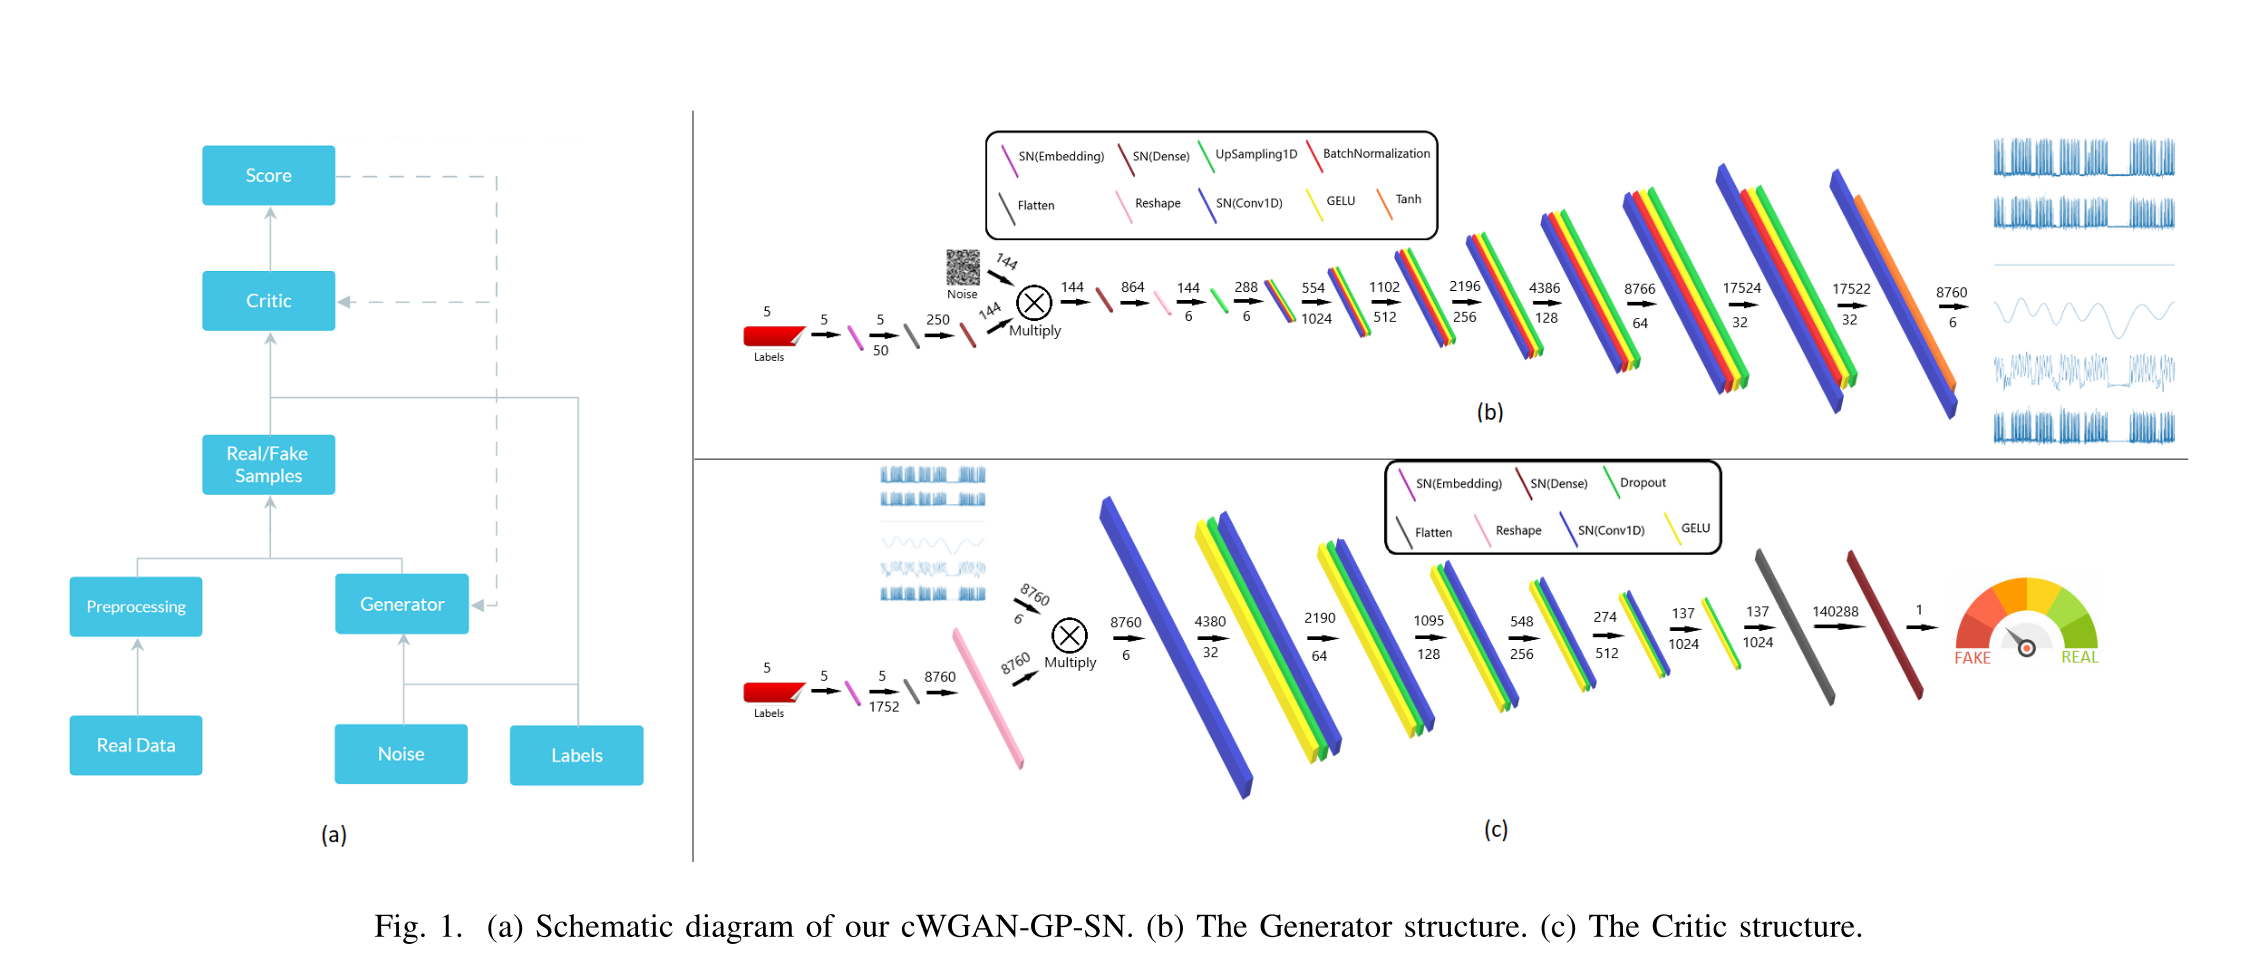 Score
Critic
Real/Fake
Samples
Preprocessing
Generator
Real Data
Noise
Labels
(a)
SN(Embedding) SN(Dense) UpSampling1D BatchNormalization
Flatten Reshape SN(Conv1D) GELU Tanh
5
Labels
5
5
50
250
144
Noise
144
Multiply
144
864
144
6
288
6
554
1024
1102
512
2196
256
4386
128
8766
64
17524
32
17522
32
8760
6
(b)
SN(Embedding) SN(Dense) Dropout
Flatten Reshape SN(Conv1D) GELU
5
Labels
5
5
1752
8760
8760
6
8760
Multiply
8760
6
4380
32
2190
64
1095
128
548
256
274
512
137
1024
137
1024
140288
1
FAKE REAL
(c)
Fig. 1. (a) Schematic diagram of our cWGAN-GP-SN. (b) The Generator structure. (c) The Critic structure.